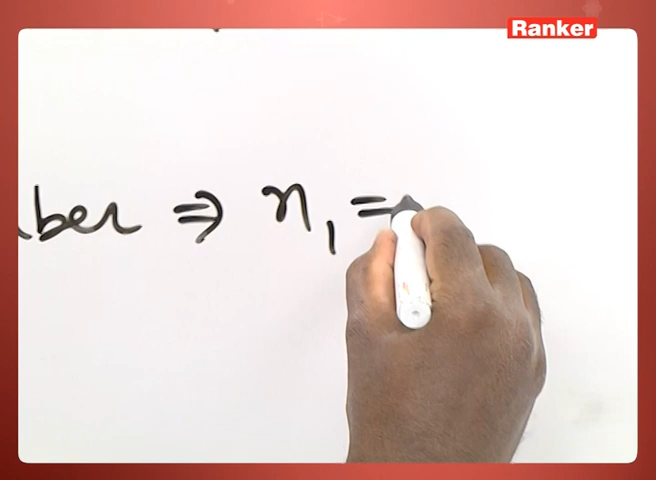 Ranker
ber ⇒ n₁ =